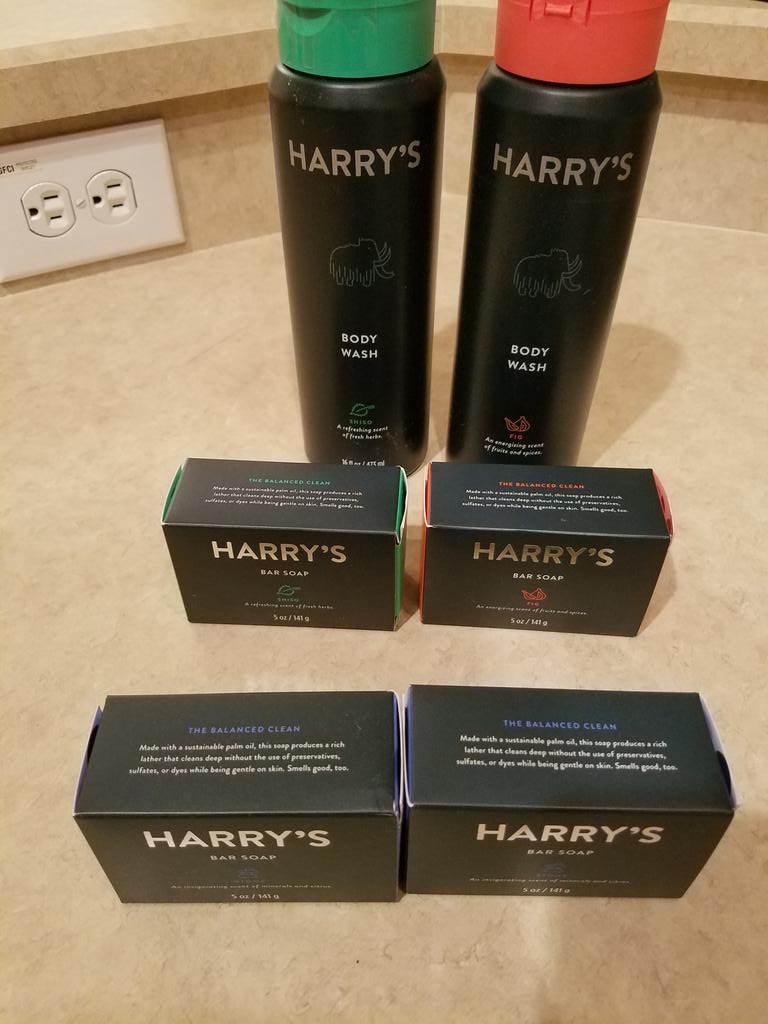 GFCI
HARRY'S
BODY
WASH
SHISO
A refreshing scent
of fresh herbs.
16 fl oz / 473 ml
HARRY'S
BODY
WASH
FIG
An energizing scent
of fruits and spices.
THE BALANCED CLEAN
Made with a sustainable palm oil, this soap produces a rich
lather that cleans deep without the use of preservatives,
sulfates, or dyes while being gentle on skin. Smells good, too.
HARRY'S
BAR SOAP
SHISO
A refreshing scent of fresh herbs.
5 oz / 141 g
THE BALANCED CLEAN
Made with a sustainable palm oil, this soap produces a rich
lather that cleans deep without the use of preservatives,
sulfates, or dyes while being gentle on skin. Smells good, too.
HARRY'S
BAR SOAP
FIG
An energizing scent of fruits and spices.
5 oz / 141 g
THE BALANCED CLEAN
Made with a sustainable palm oil, this soap produces a rich
lather that cleans deep without the use of preservatives,
sulfates, or dyes while being gentle on skin. Smells good, too.
HARRY'S
BAR SOAP
An invigorating scent of minerals and citrus.
5 oz / 141 g
THE BALANCED CLEAN
Made with a sustainable palm oil, this soap produces a rich
lather that cleans deep without the use of preservatives,
sulfates, or dyes while being gentle on skin. Smells good, too.
HARRY'S
BAR SOAP
An invigorating scent of minerals and citrus.
5 oz / 141 g